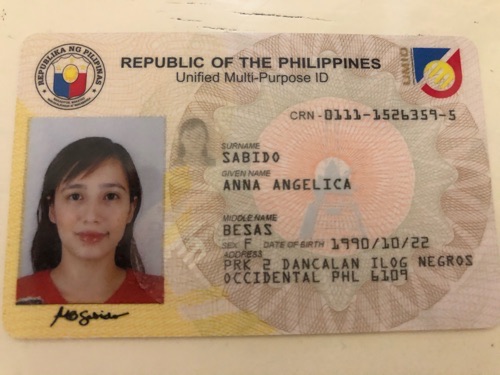 REPUBLIC OF THE PHILIPPINES
Unified Multi-Purpose ID
REPUBLIKA NG PILIPINAS
UMID
CRN - 0111-1526359-5
SURNAME
SABIDO
GIVEN NAME
ANNA ANGELICA
MIDDLE NAME
BESAS
SEX F DATE OF BIRTH 1990/10/22
ADDRESS
PRK 2 DANCALAN ILOG NEGROS
OCCIDENTAL PHL 6109